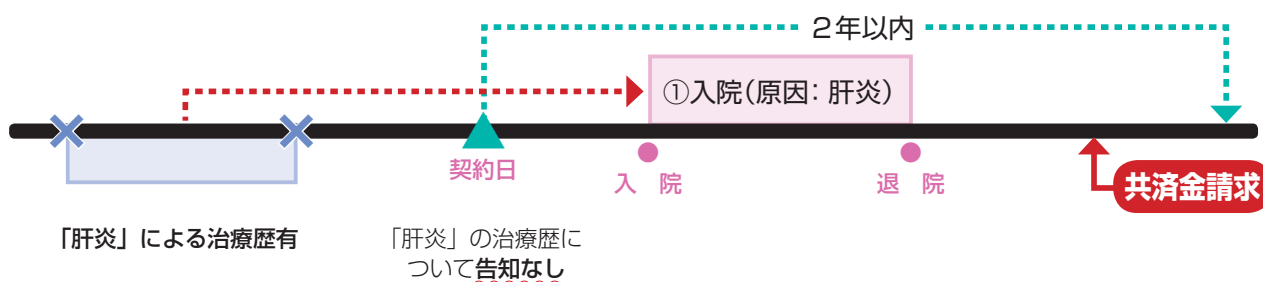 2年以内
①入院(原因：肝炎)
契約日
入 院
退 院
共済金請求
「肝炎」による治療歴有
「肝炎」の治療歴に
ついて告知なし